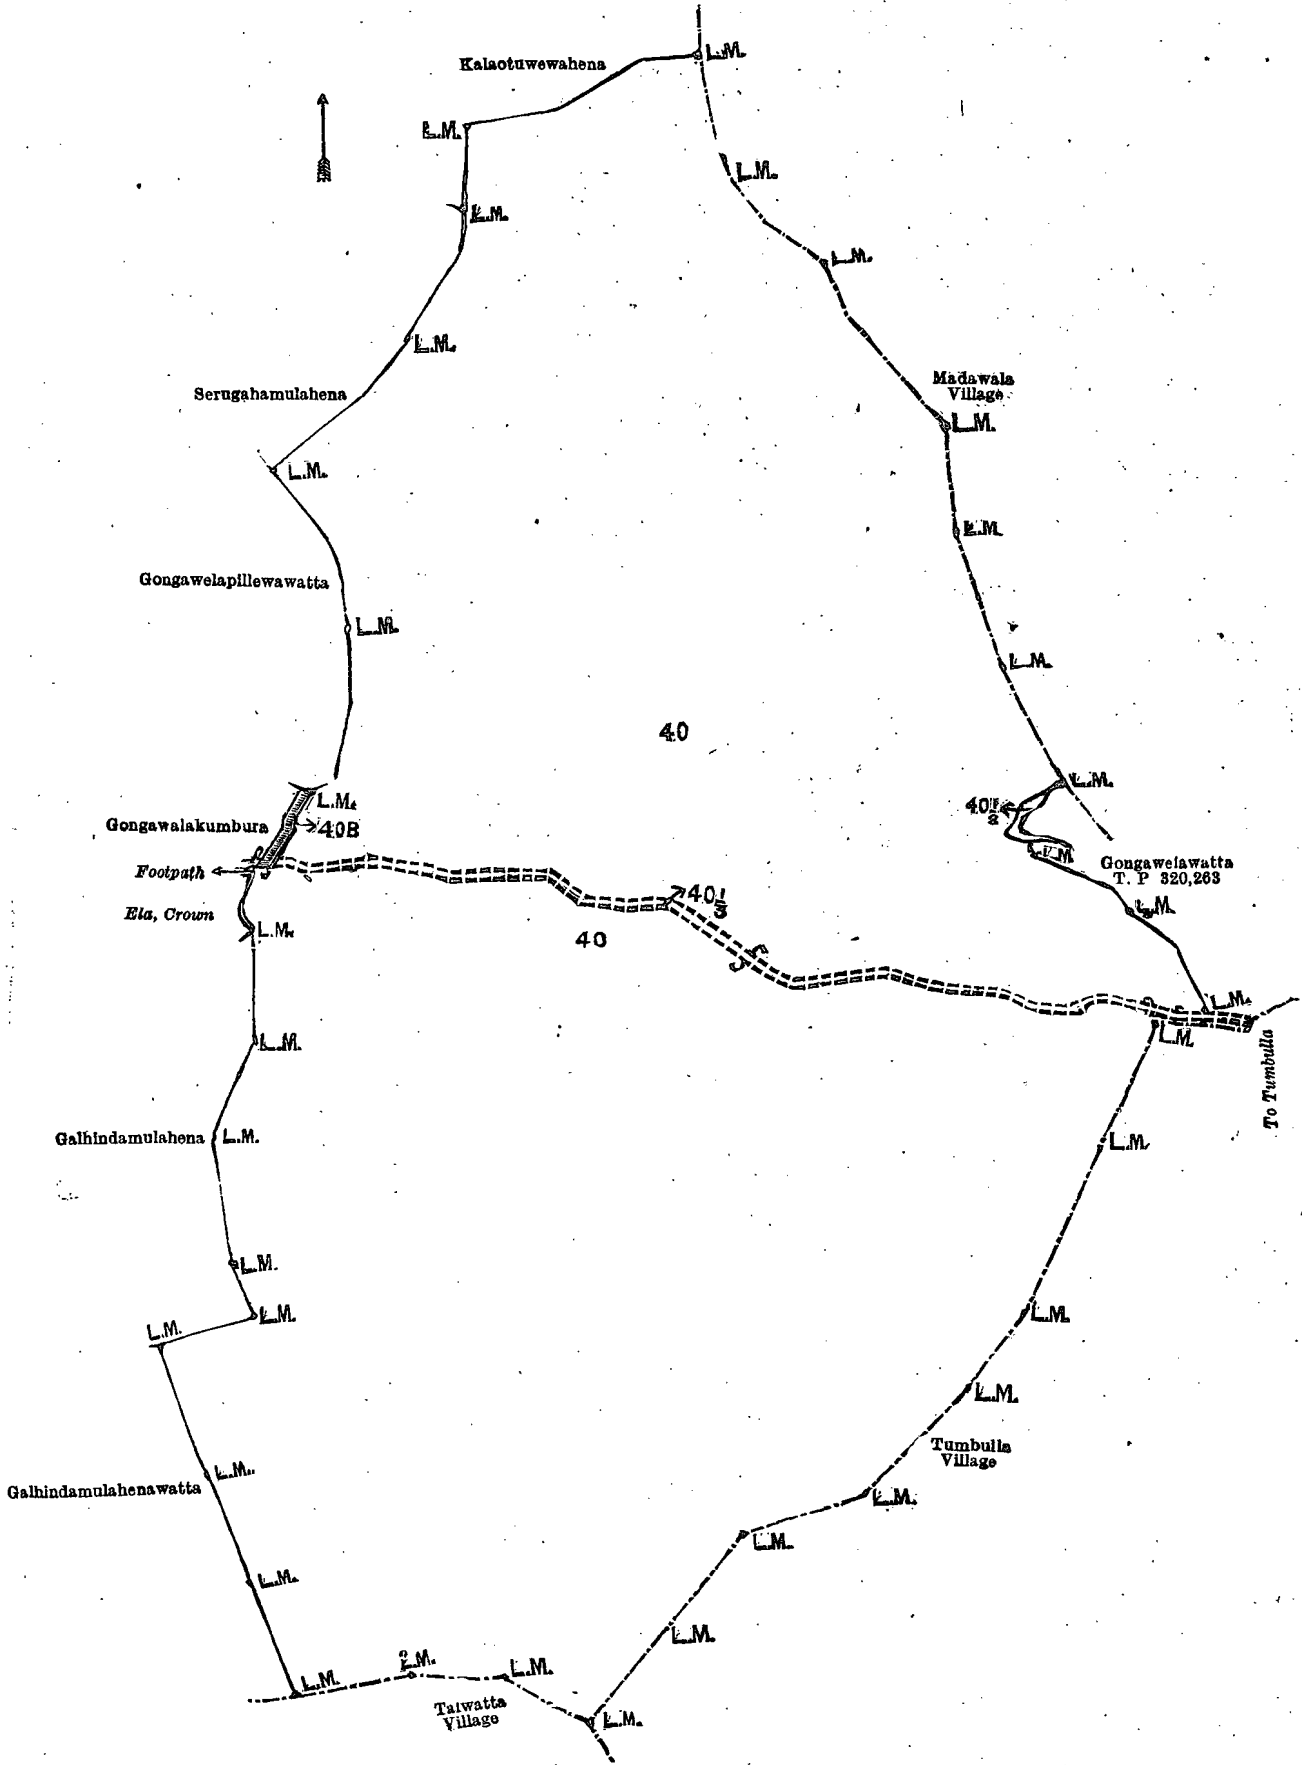 Kalaotuwewahena
L.M.
L.M.
L.M.
L.M.
L.M.
L.M.
Serugahamulahena
Madawala
Village
L.M.
L.M.
L.M.
Gongawelapillewawatta
L.M.
L.M.
40
L.M.
L.M.
40B
Gongawalakumbura
L.M.
Gongawelawatta
T. P 320,263
Footpath
40
L.M.
Ela, Crown
L.M.
40
L.M.
L.M.
To Tumbulla
L.M.
Galhindamulahena
L.M.
L.M.
L.M.
L.M.
L.M.
L.M.
L.M.
Tumbulla
Village
L.M.
Galhindamulahenawatta
L.M.
L.M.
L.M.
L.M.
L.M.
L.M.
L.M.
Talwatta
Village
L.M.